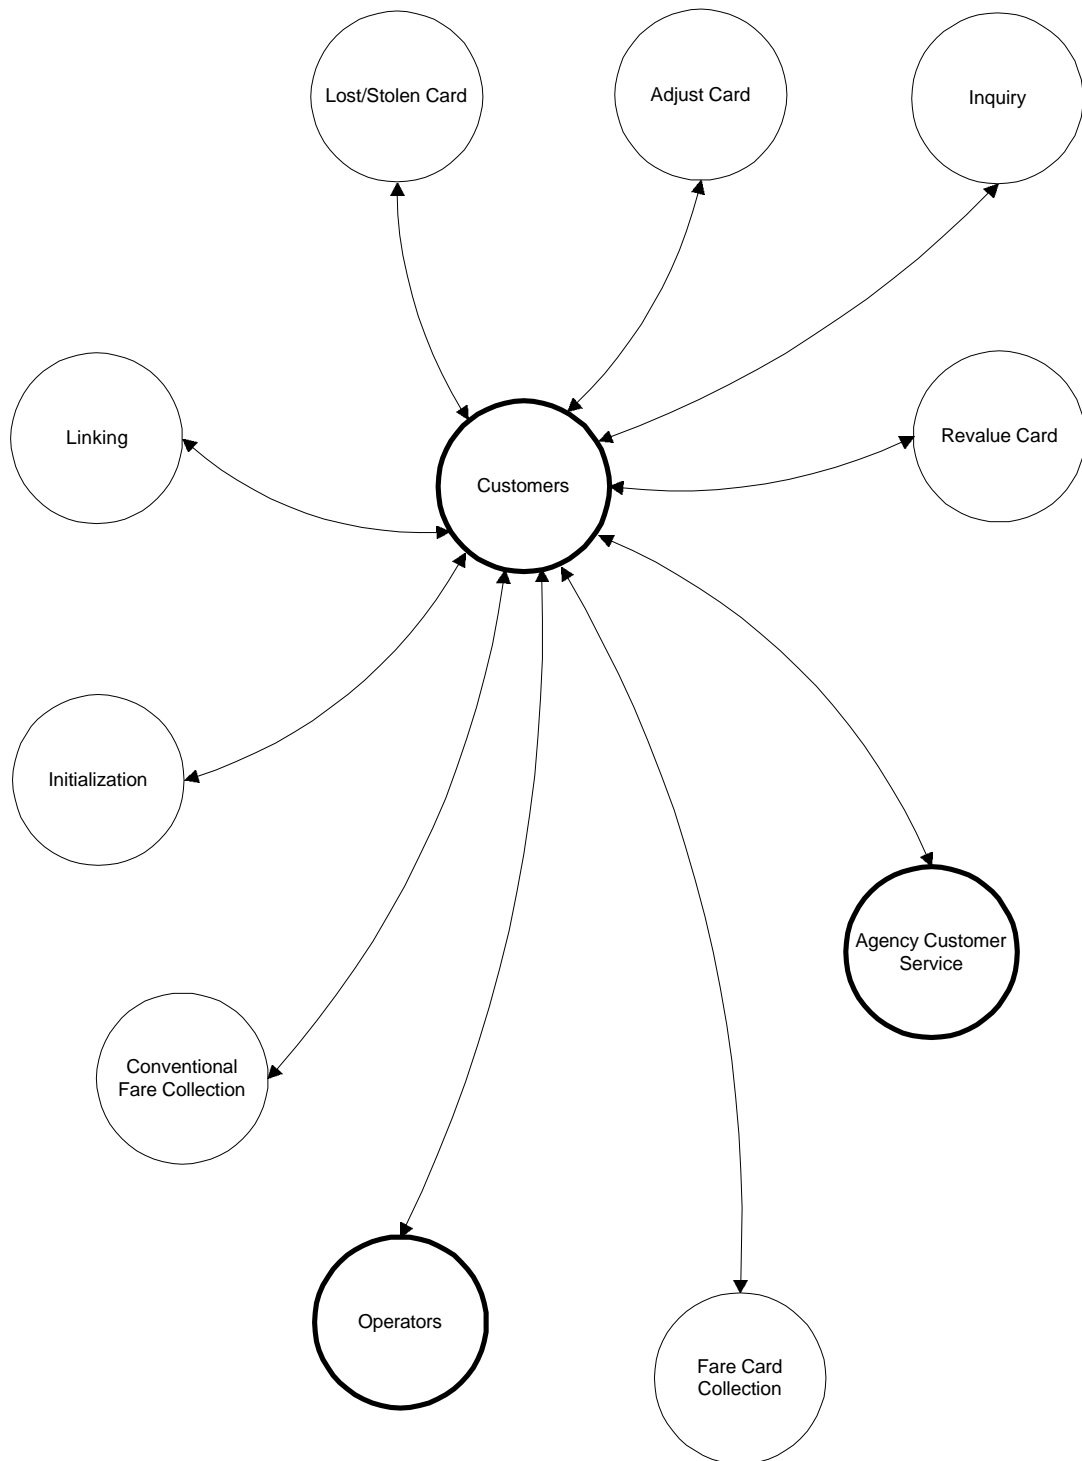 Lost/Stolen Card
Adjust Card
Inquiry
Linking
Customers
Revalue Card
Initialization
Agency Customer
Service
Conventional
Fare Collection
Operators
Fare Card
Collection